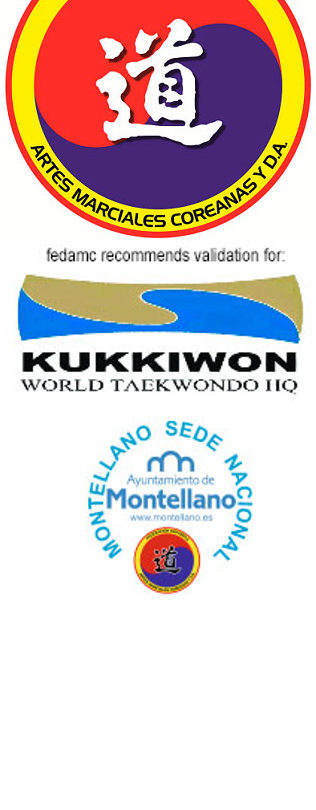 道
ARTES MARCIALES COREANAS Y D.A.
fedamc recommends validation for:
KUKKIWON
WORLD TAEKWONDO HQ
MONTELLANO SEDE NACIONAL
Ayuntamiento de
Montellano
www.montellano.es
道